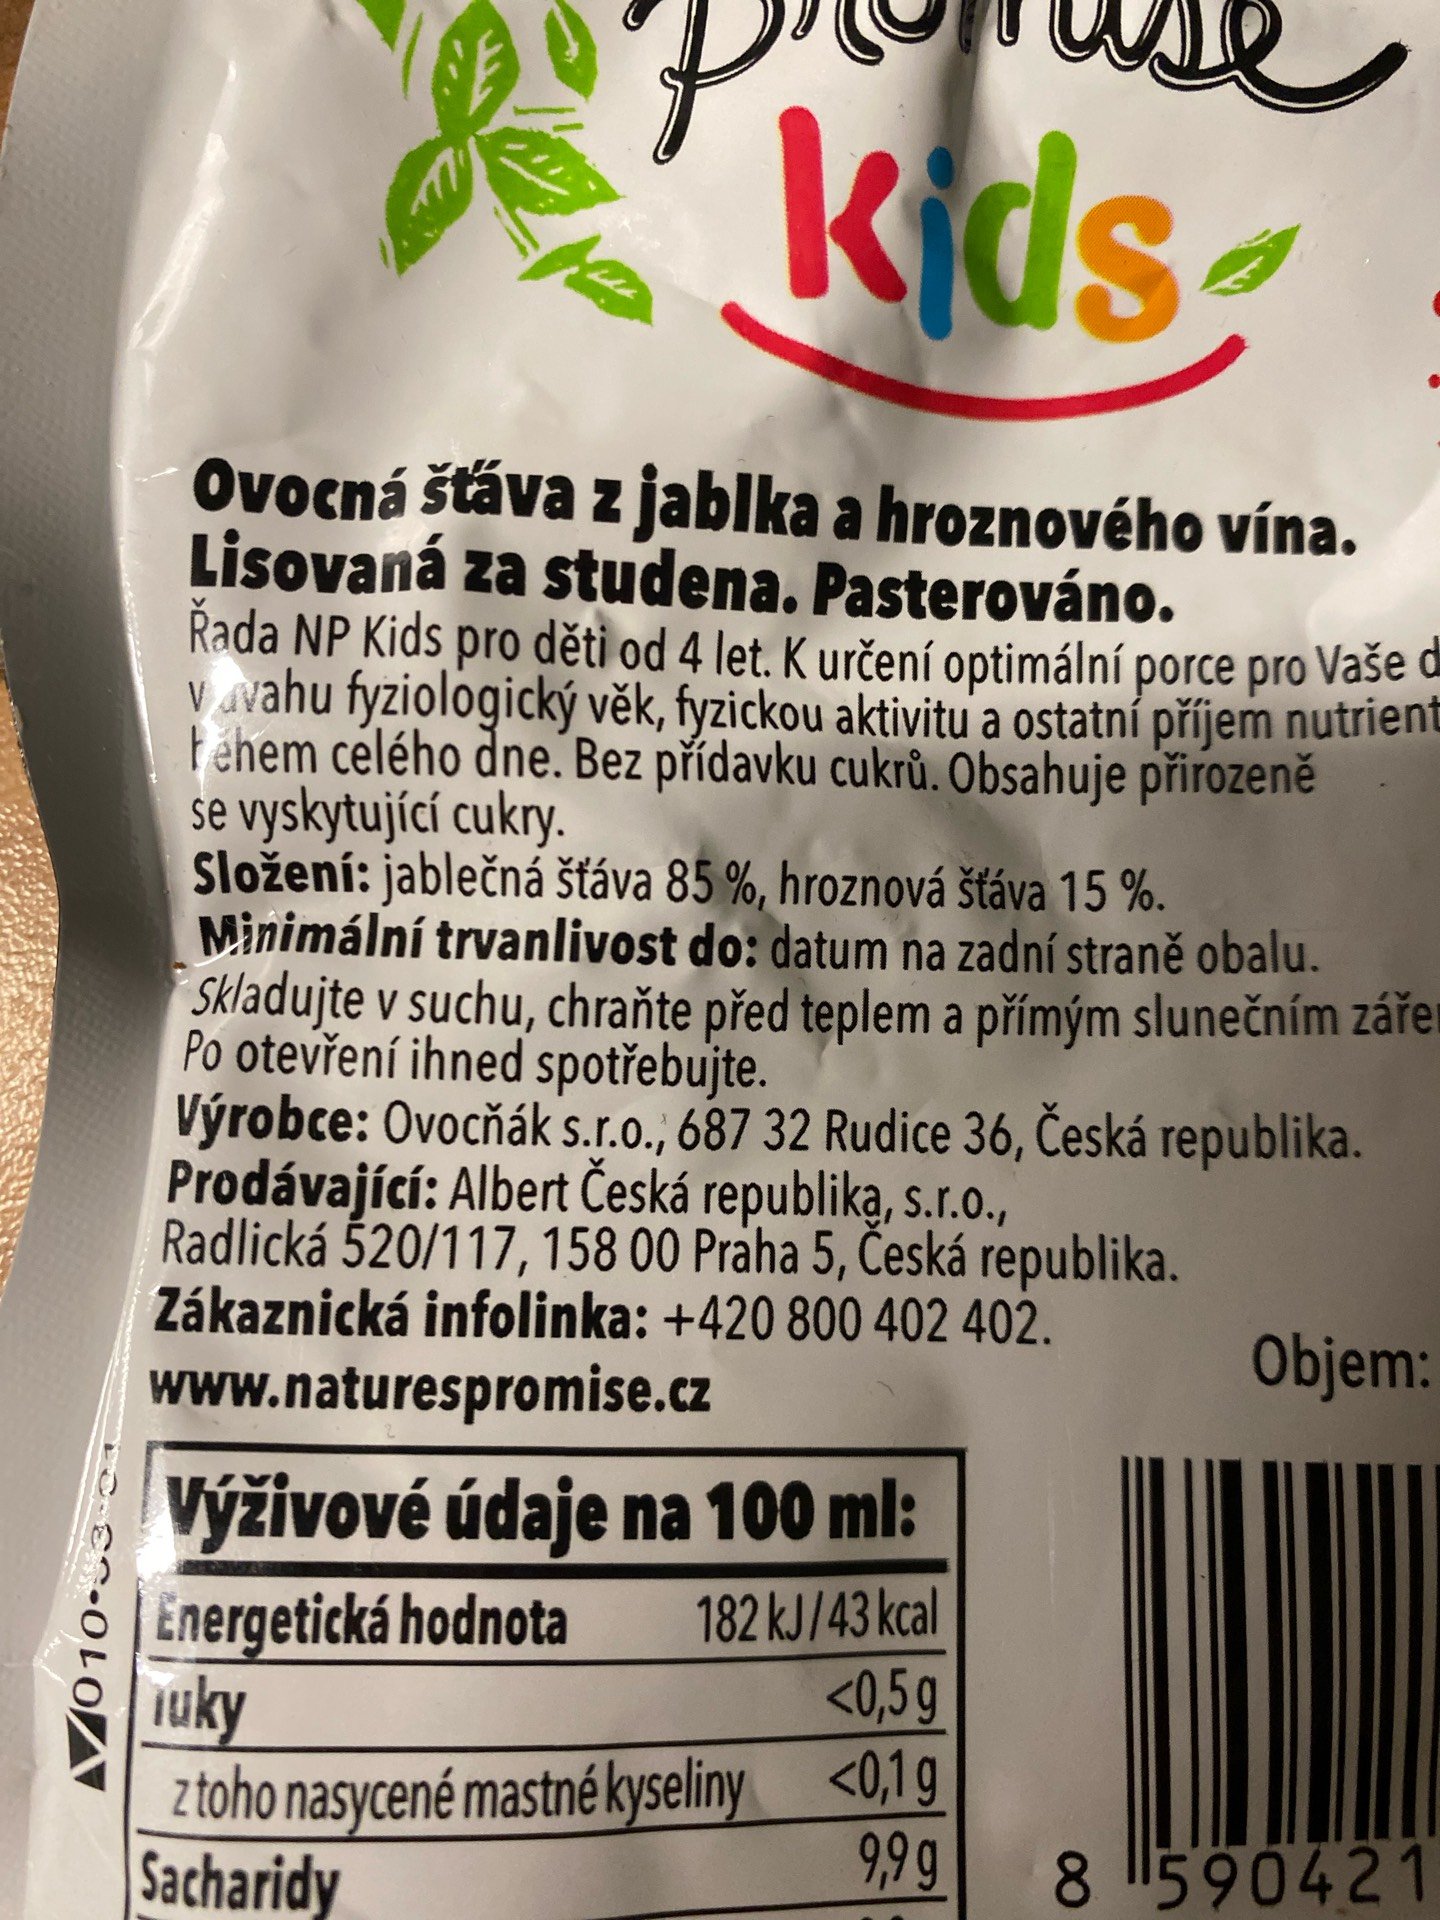 promise
kids
Ovocná šťáva z jablka a hroznového vína.
Lisovaná za studena. Pasterováno.
Řada NP Kids pro děti od 4 let. K určení optimální porce pro Vaše d
v úvahu fyziologický věk, fyzickou aktivitu a ostatní příjem nutrient
během celého dne. Bez přídavku cukrů. Obsahuje přirozeně
se vyskytující cukry.
Složení: jablečná šťáva 85 %, hroznová šťáva 15 %.
Minimální trvanlivost do: datum na zadní straně obalu.
Skladujte v suchu, chraňte před teplem a přímým slunečním záře
Po otevření ihned spotřebujte.
Výrobce: Ovocňák s.r.o., 687 32 Rudice 36, Česká republika.
Prodávající: Albert Česká republika, s.r.o.,
Radlická 520/117, 158 00 Praha 5, Česká republika.
Zákaznická infolinka: +420 800 402 402.
www.naturespromise.cz
Objem:
Výživové údaje na 100 ml:
Energetická hodnota 182 kJ/43 kcal
Tuky <0,5 g
z toho nasycené mastné kyseliny <0,1 g
Sacharidy 9,9 g
8 590421